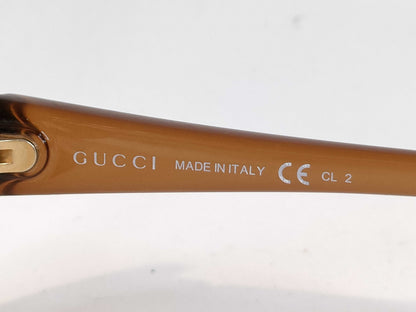 GUCCI MADE IN ITALY CE CL 2